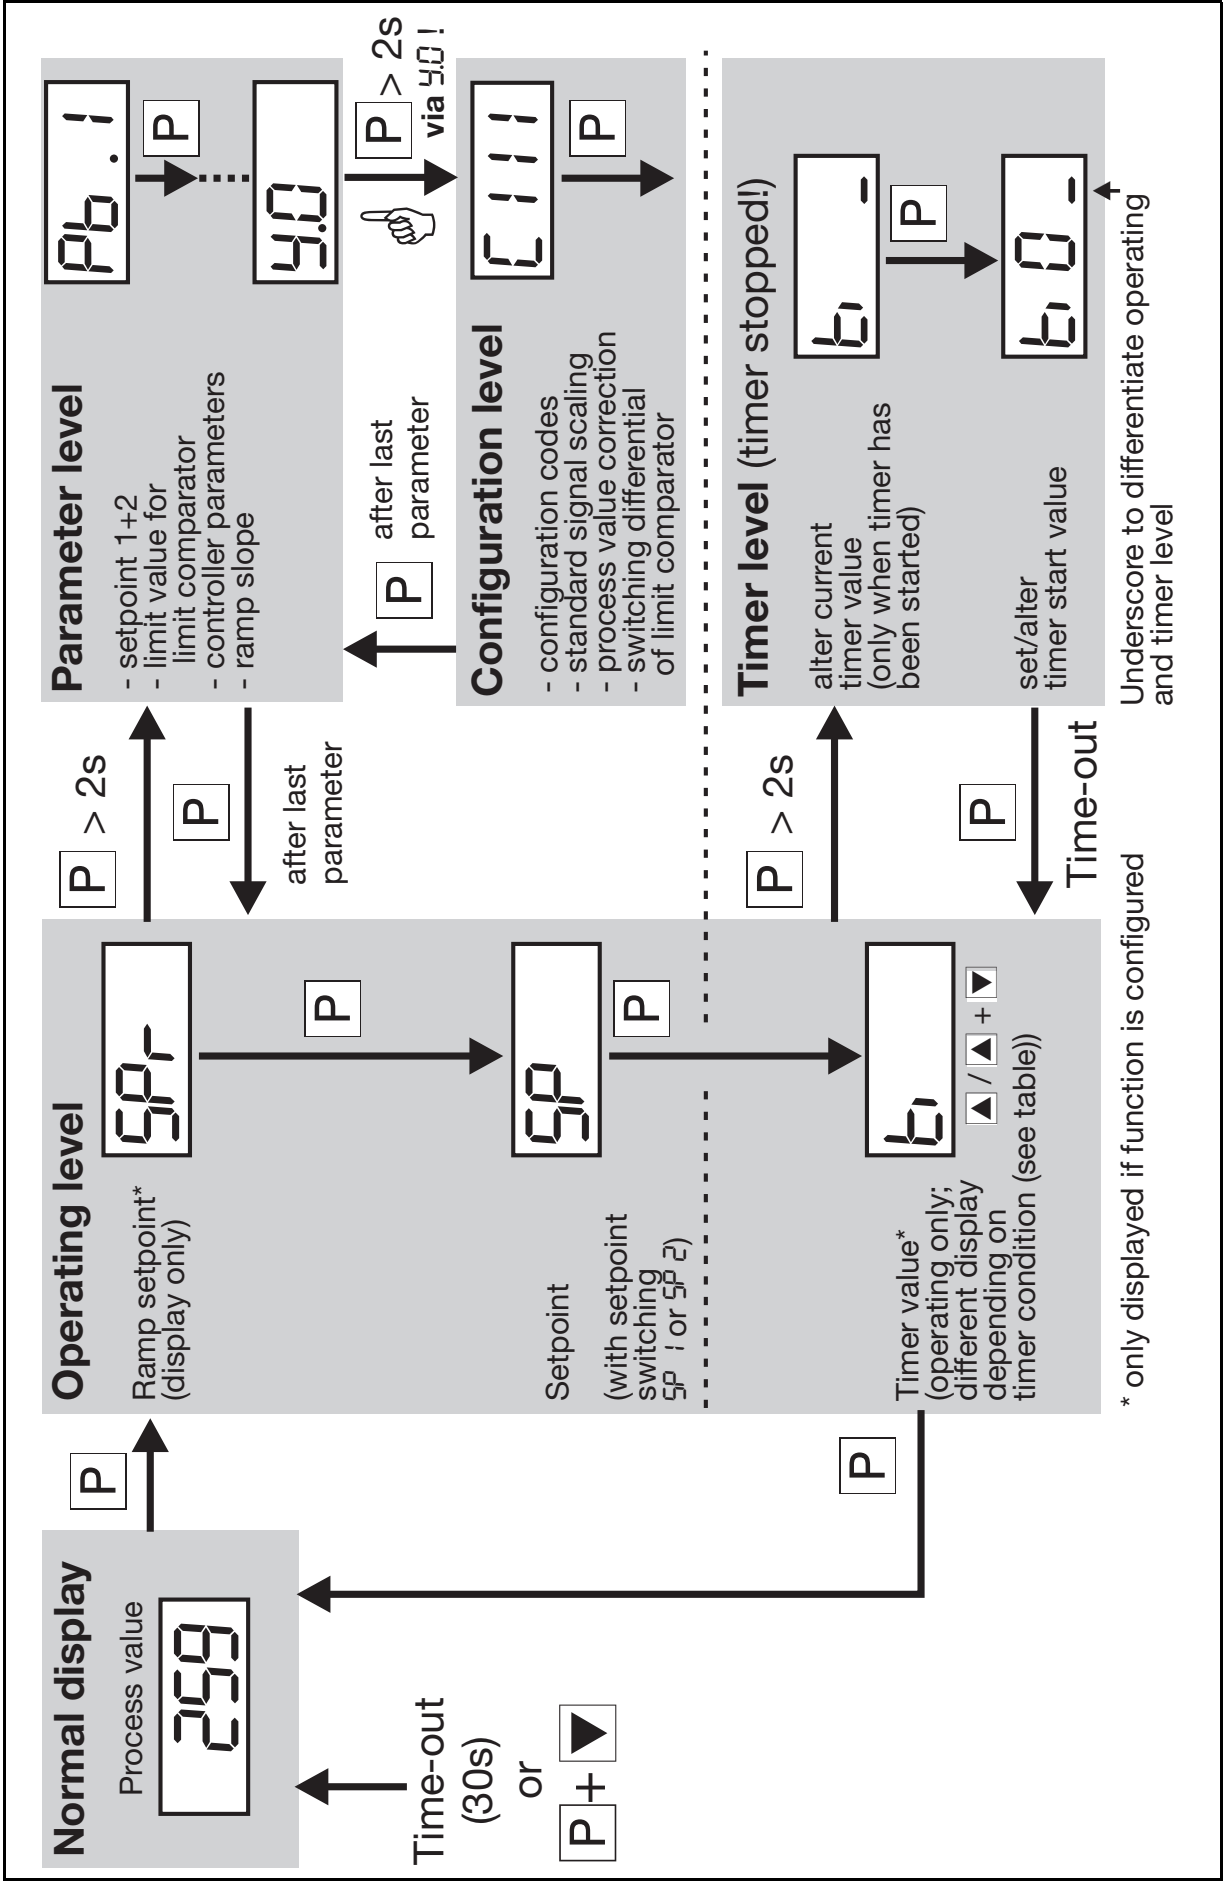 Normal display
Process value
259
Time-out
(30s)
or
P + ▼
P
Operating level
Ramp setpoint*
(display only)
SPr
P
Setpoint
(with setpoint
switching
SP 1 or SP 2)
SP
P
Timer value*
(operating only;
different display
depending on
timer condition (see table))
b
▲ / ▲ + ▼
P
* only displayed if function is configured
P > 2s
P
after last
parameter
Parameter level
- setpoint 1+2
- limit value for
limit comparator
- controller parameters
- ramp slope
Pb.1
P
y.0
P > 2s
via y.0!
P
after last
parameter
Configuration level
- configuration codes
- standard signal scaling
- process value correction
- switching differential
of limit comparator
C111
P
P > 2s
P
Time-out
Timer level (timer stopped!)
alter current
timer value
(only when timer has
been started)
b _
P
set/alter
timer start value
b0_
Underscore to differentiate operating
and timer level